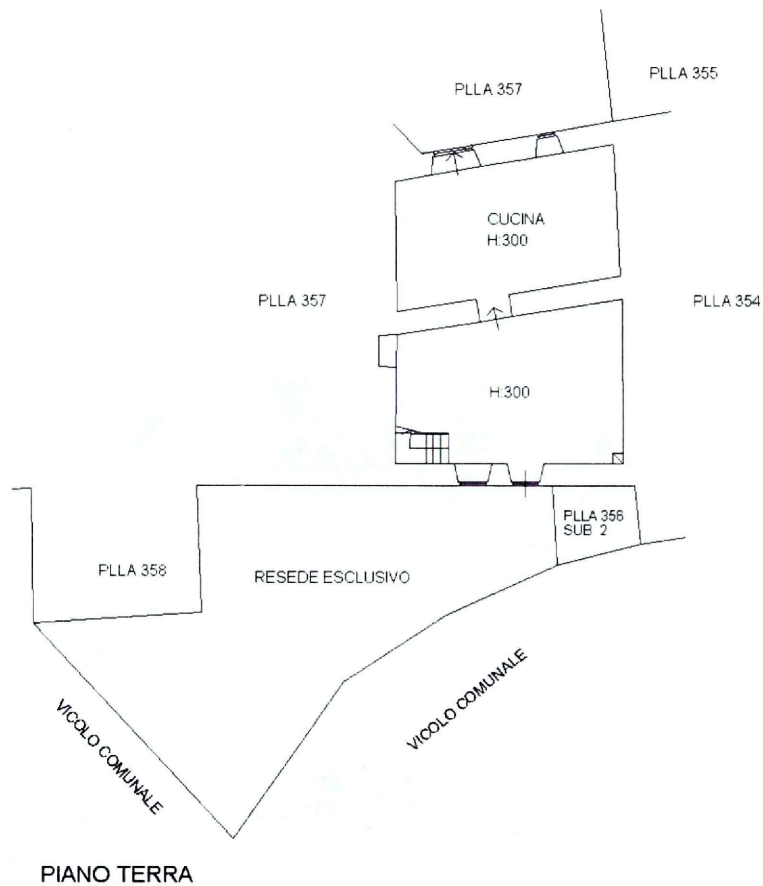 PLLA 355
PLLA 357
CUCINA
H:300
PLLA 357
PLLA 354
H:300
PLLA 356
SUB 2
PLLA 358
RESEDE ESCLUSIVO
VICOLO COMUNALE
VICOLO COMUNALE
PIANO TERRA